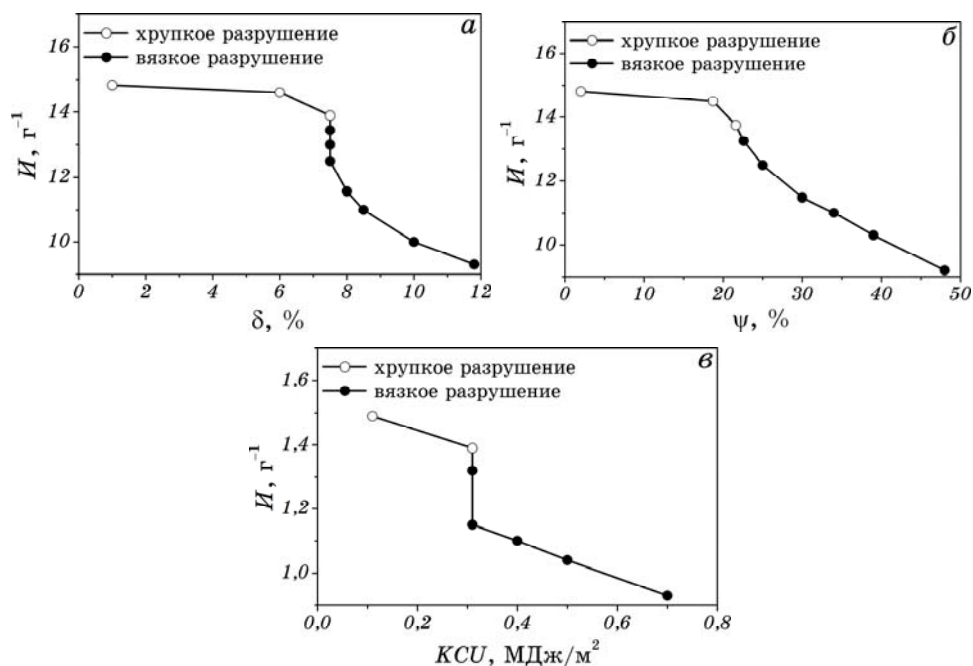 а
хрупкое разрушение
вязкое разрушение
И, г⁻¹
16
14
12
10
0 2 4 6 8 10 12
δ, %
б
хрупкое разрушение
вязкое разрушение
И, г⁻¹
16
14
12
10
0 10 20 30 40 50
ψ, %
в
хрупкое разрушение
вязкое разрушение
И, г⁻¹
1.6
1,4
1,2
1,0
0,0 0,2 0,4 0,6 0,8
KCU, МДж/м²